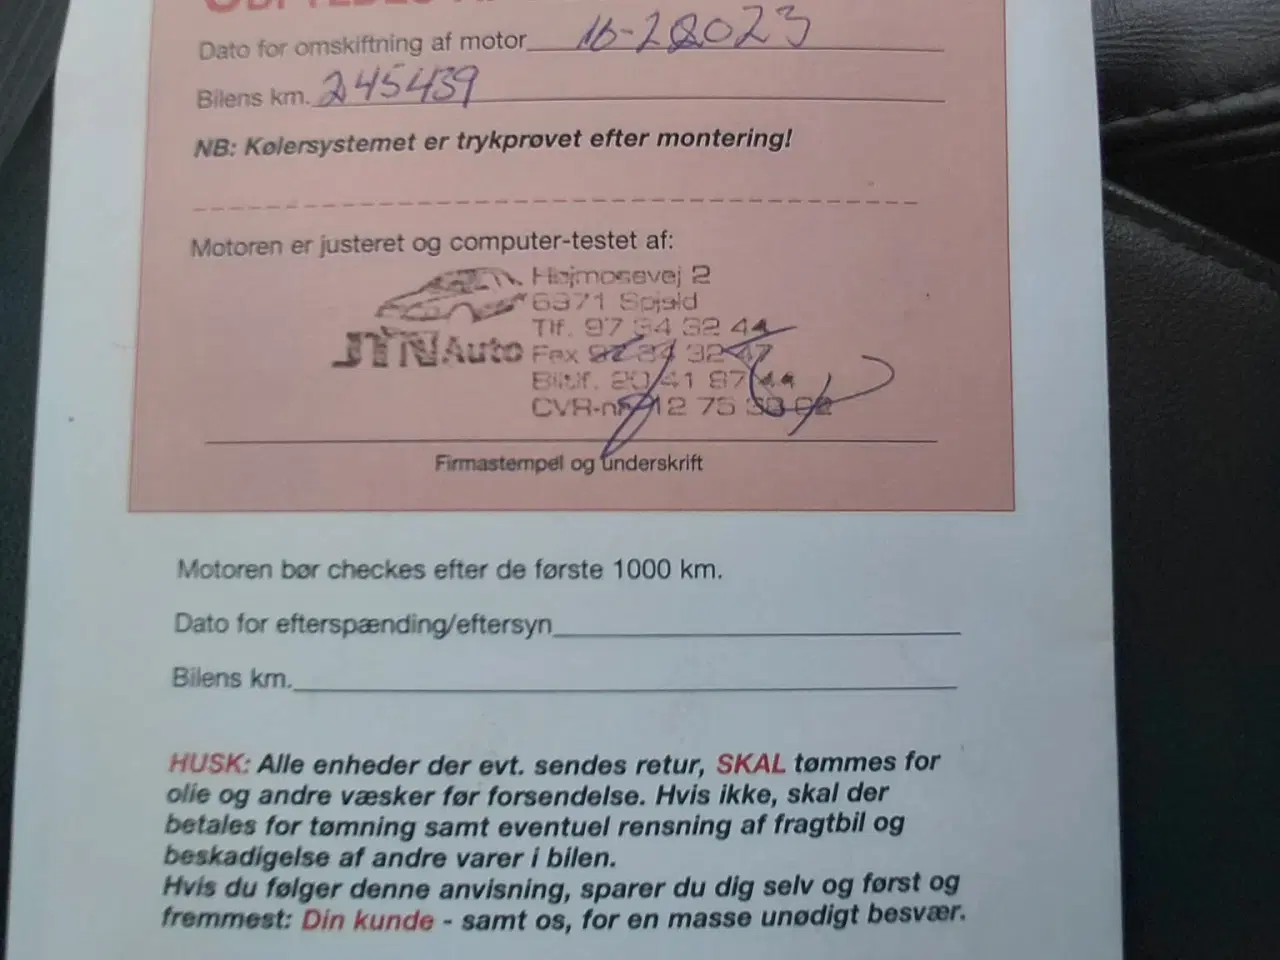 Dato for omskiftning af motor 16-2 2023
Bilens km. 245439
NB: Kølersystemet er trykprøvet efter montering!
Motoren er justeret og computer-testet af:
Højmosevej 2
6971 Spjald
Tlf. 97 34 32 44
JTN Auto Fax 97 34 32 47
Biltlf. 20 41 87 44
CVR-nr. 12 75
Firmastempel og underskrift
Motoren bør checkes efter de første 1000 km.
Dato for efterspænding/eftersyn
Bilens km.
HUSK: Alle enheder der evt. sendes retur, SKAL tømmes for
olie og andre væsker før forsendelse. Hvis ikke, skal der
betales for tømning samt eventuel rensning af fragtbil og
beskadigelse af andre varer i bilen.
Hvis du følger denne anvisning, sparer du dig selv og først og
fremmest: Din kunde - samt os, for en masse unødigt besvær.